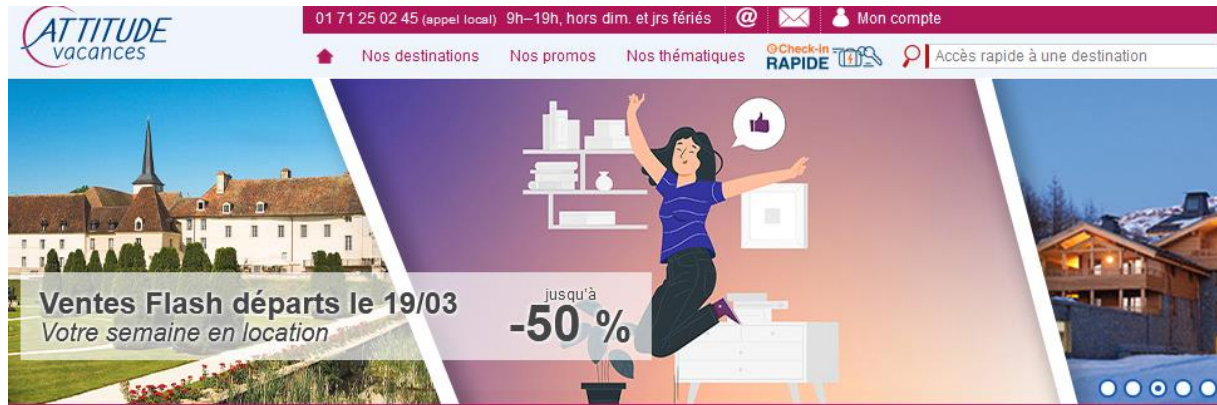 ATTITUDE
vacances
01 71 25 02 45 (appel local) 9h–19h, hors dim. et jrs fériés @ Mon compte
Nos destinations Nos promos Nos thématiques Check-in RAPIDE Accès rapide à une destination
Ventes Flash départs le 19/03
Votre semaine en location
jusqu'à
-50 %